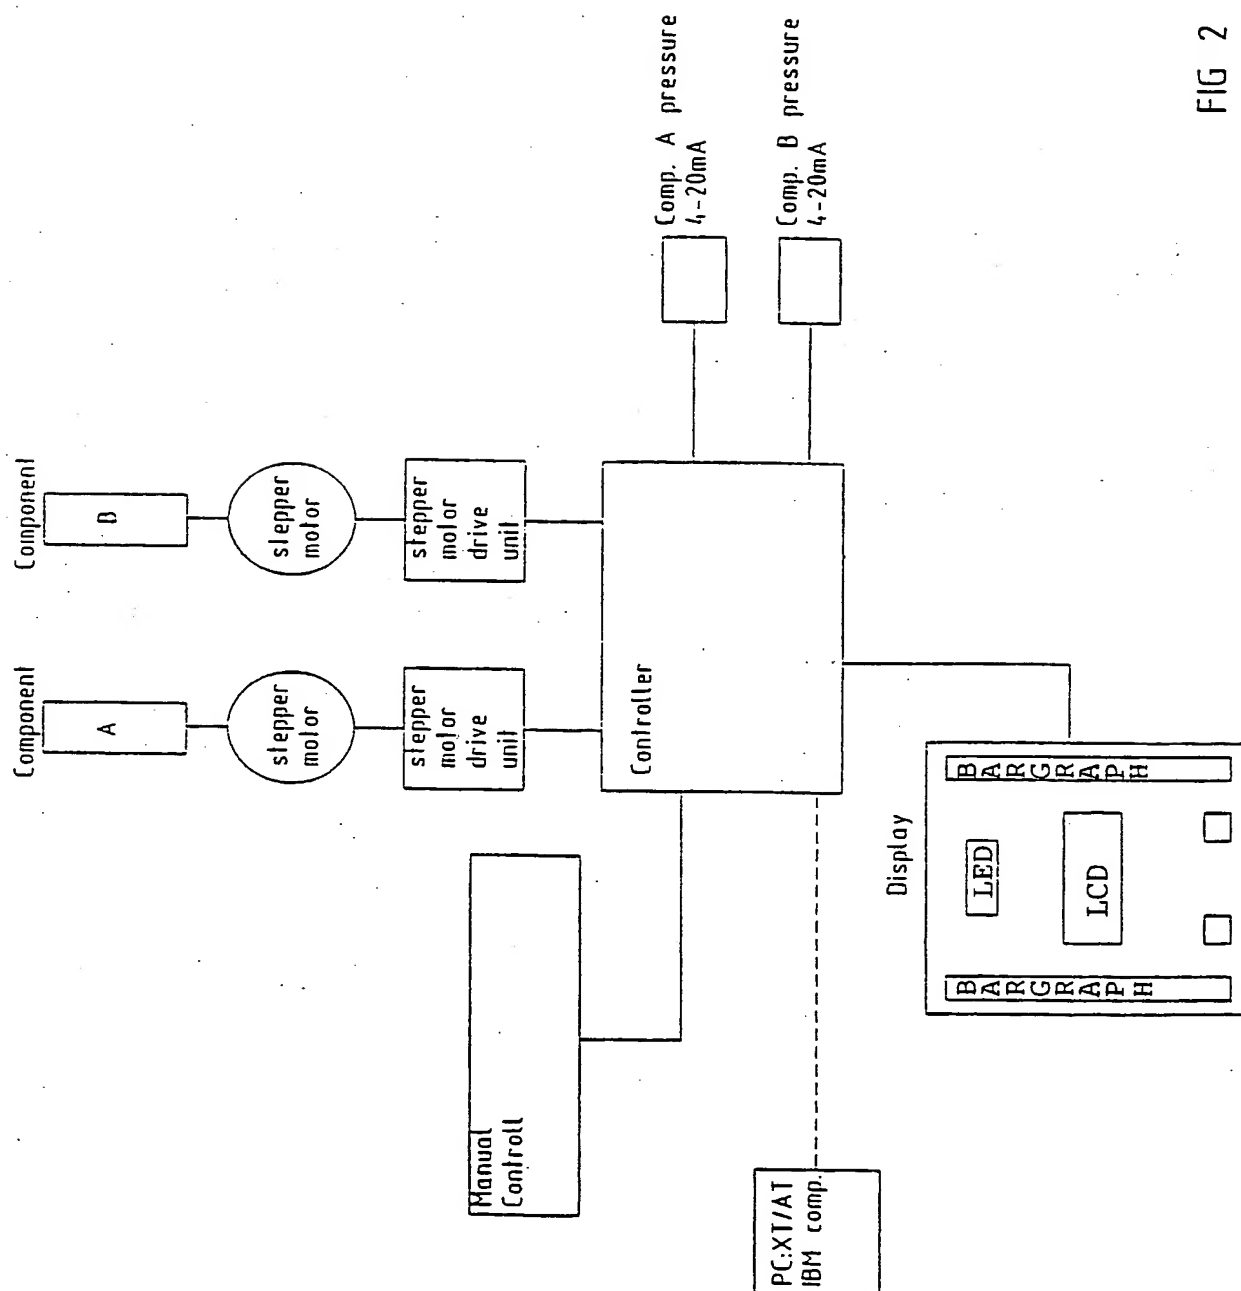 Component
A
Component
B
stepper
motor
stepper
motor
stepper
motor
drive
unit
stepper
motor
drive
unit
Manual
Controll
Controller
Comp. A pressure
4-20mA
Comp. B pressure
4-20mA
PC:XT/AT
IBM comp.
Display
BARGRAPH
LED
LCD
BARGRAPH
FIG 2